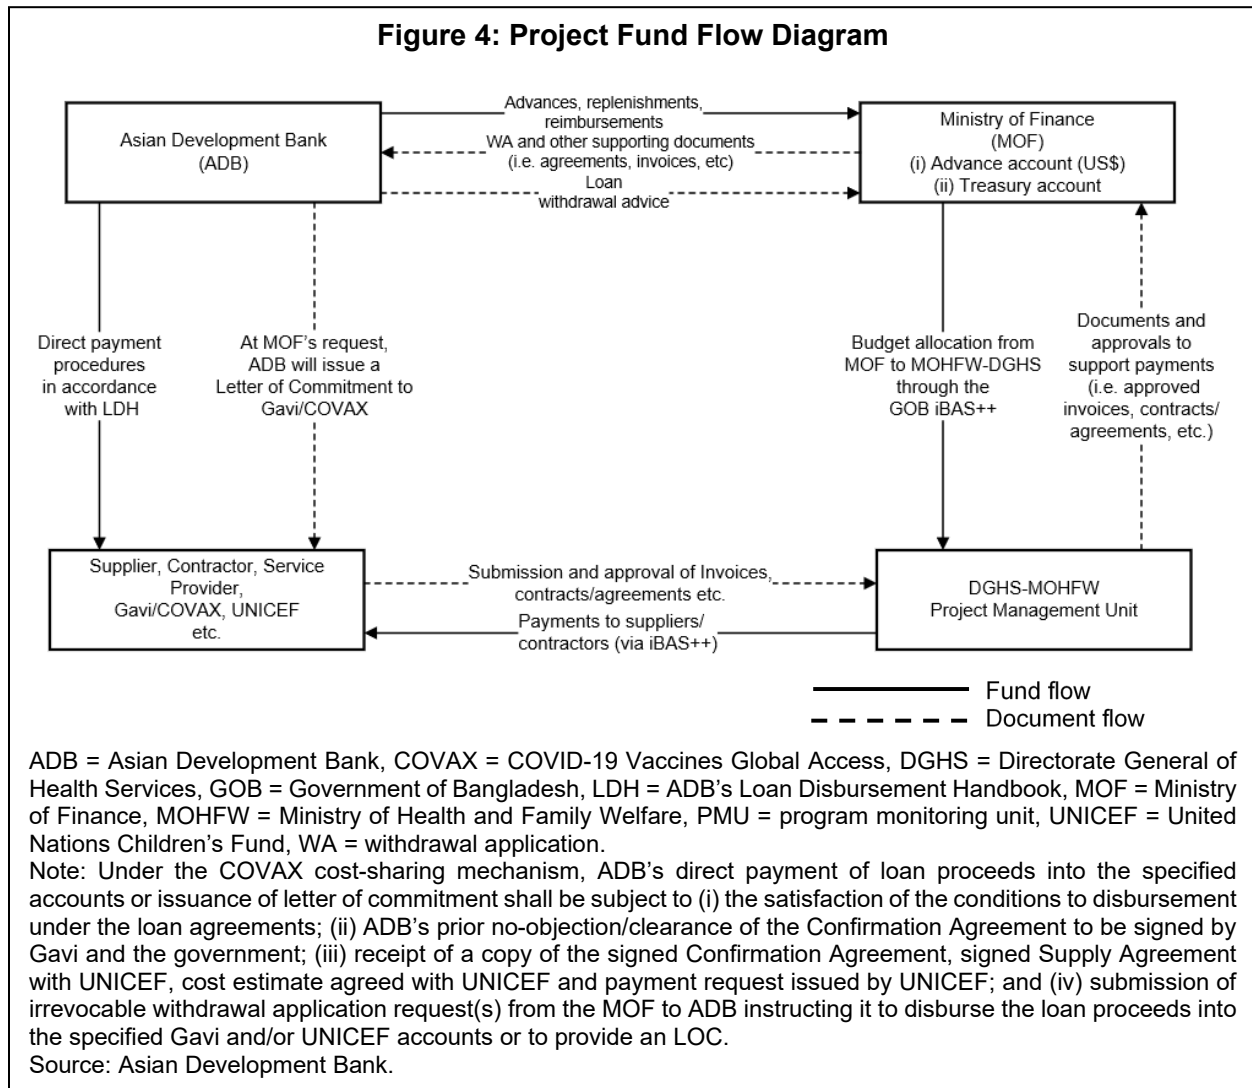 Figure 4: Project Fund Flow Diagram
Asian Development Bank
(ADB)
Advances, replenishments,
reimbursements
WA and other supporting documents
(i.e. agreements, invoices, etc)
Loan
withdrawal advice
Ministry of Finance
(MOF)
(i) Advance account (US$)
(ii) Treasury account
Direct payment
procedures
in accordance
with LDH
At MOF's request,
ADB will issue a
Letter of Commitment to
Gavi/COVAX
Budget allocation from
MOF to MOHFW-DGHS
through the
GOB iBAS++
Documents and
approvals to
support payments
(i.e. approved
invoices, contracts/
agreements, etc.)
Supplier, Contractor, Service
Provider,
Gavi/COVAX, UNICEF
etc.
Submission and approval of Invoices,
contracts/agreements etc.
Payments to suppliers/
contractors (via iBAS++)
DGHS-MOHFW
Project Management Unit
Fund flow
Document flow
ADB = Asian Development Bank, COVAX = COVID-19 Vaccines Global Access, DGHS = Directorate General of
Health Services, GOB = Government of Bangladesh, LDH = ADB's Loan Disbursement Handbook, MOF = Ministry
of Finance, MOHFW = Ministry of Health and Family Welfare, PMU = program monitoring unit, UNICEF = United
Nations Children's Fund, WA = withdrawal application.
Note: Under the COVAX cost-sharing mechanism, ADB's direct payment of loan proceeds into the specified
accounts or issuance of letter of commitment shall be subject to (i) the satisfaction of the conditions to disbursement
under the loan agreements; (ii) ADB's prior no-objection/clearance of the Confirmation Agreement to be signed by
Gavi and the government; (iii) receipt of a copy of the signed Confirmation Agreement, signed Supply Agreement
with UNICEF, cost estimate agreed with UNICEF and payment request issued by UNICEF; and (iv) submission of
irrevocable withdrawal application request(s) from the MOF to ADB instructing it to disburse the loan proceeds into
the specified Gavi and/or UNICEF accounts or to provide an LOC.
Source: Asian Development Bank.